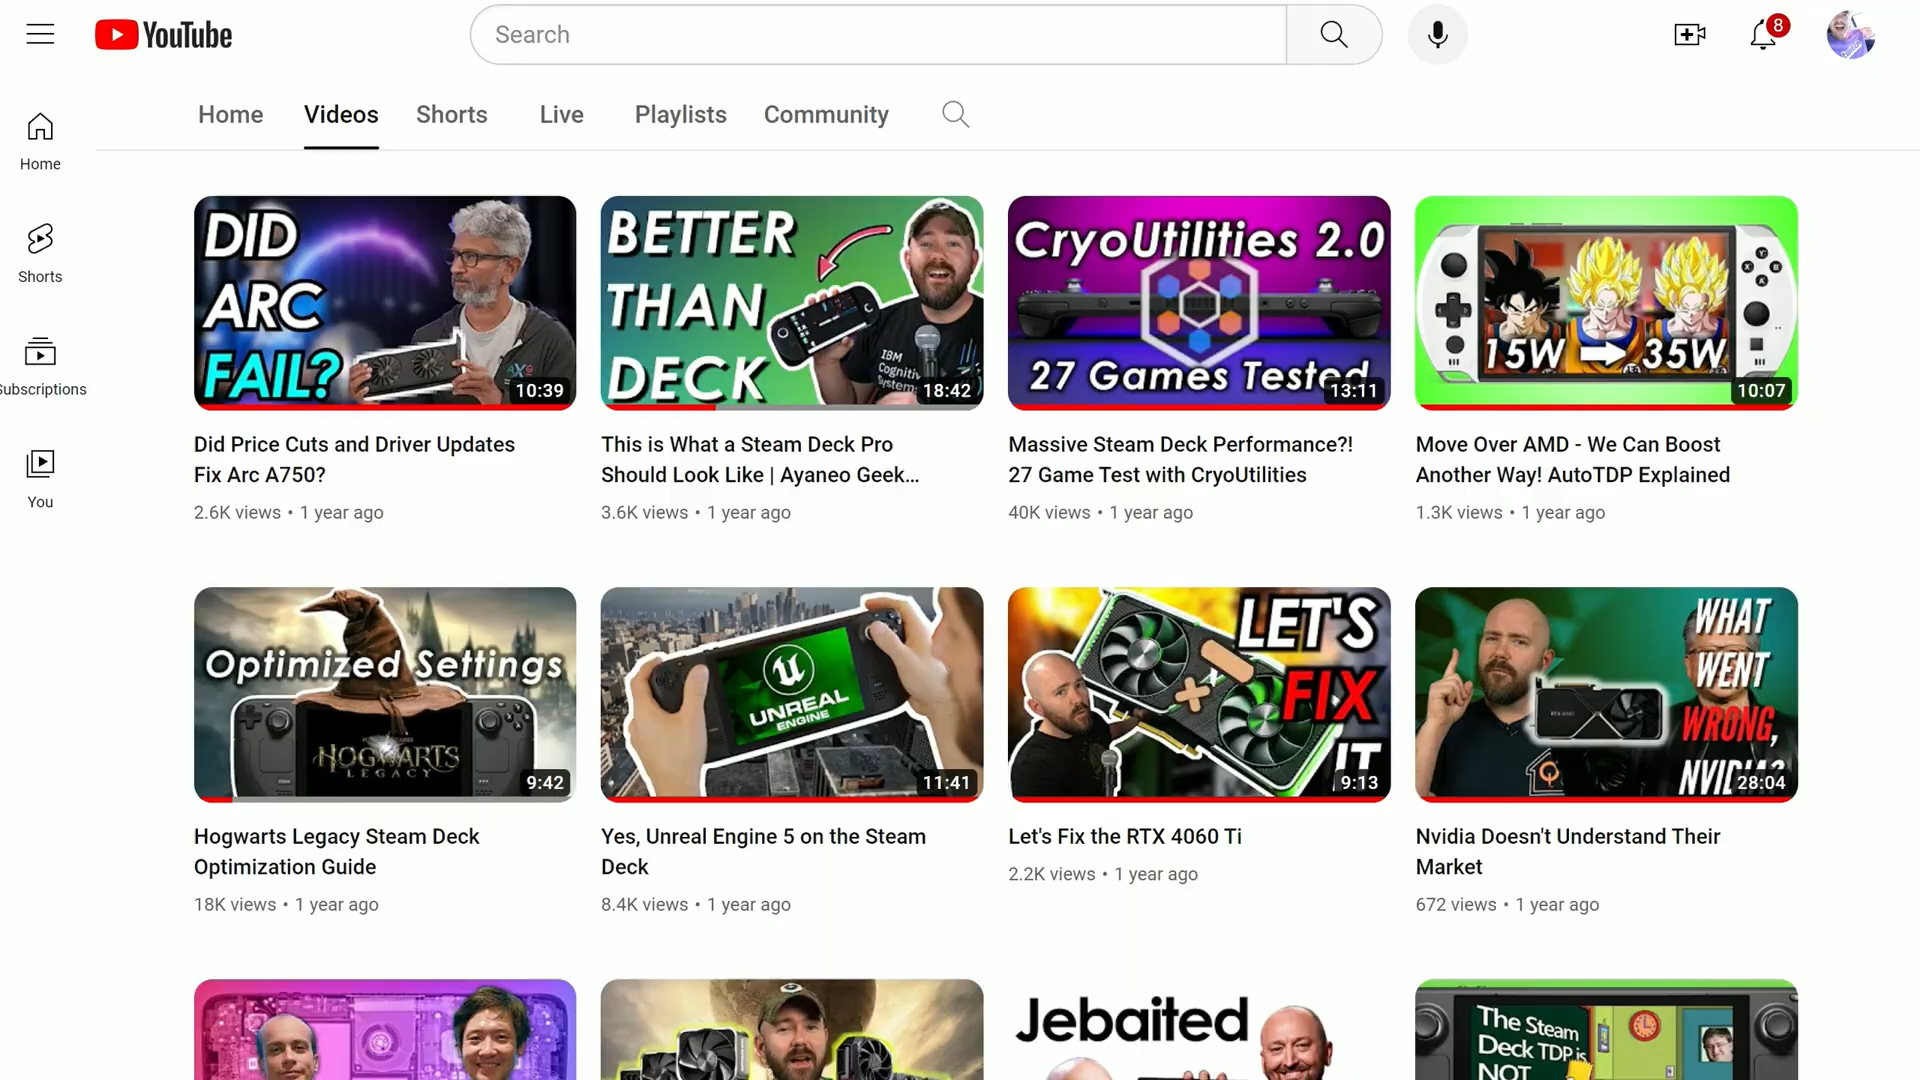 YouTube
Search
8
Home
Videos
Shorts
Live
Playlists
Community
Home
Shorts
Subscriptions
You
DID
ARC
FAIL?
10:39
Did Price Cuts and Driver Updates
Fix Arc A750?
2.6K views • 1 year ago
BETTER
THAN
DECK
IBM
Cognitive
Systems
18:42
This is What a Steam Deck Pro
Should Look Like | Ayaneo Geek...
3.6K views • 1 year ago
CryoUtilities 2.0
27 Games Tested
13:11
Massive Steam Deck Performance?!
27 Game Test with CryoUtilities
40K views • 1 year ago
15W
35W
10:07
Move Over AMD - We Can Boost
Another Way! AutoTDP Explained
1.3K views • 1 year ago
Optimized Settings
HOGWARTS
LEGACY
9:42
Hogwarts Legacy Steam Deck
Optimization Guide
18K views • 1 year ago
UNREAL
ENGINE
11:41
Yes, Unreal Engine 5 on the Steam
Deck
8.4K views • 1 year ago
LET'S
FIX
IT
9:13
Let's Fix the RTX 4060 Ti
2.2K views • 1 year ago
WHAT
WENT
WRONG,
NVIDIA?
28:04
Nvidia Doesn't Understand Their
Market
672 views • 1 year ago
Jebaited
The Steam
Deck TDP is
NOT